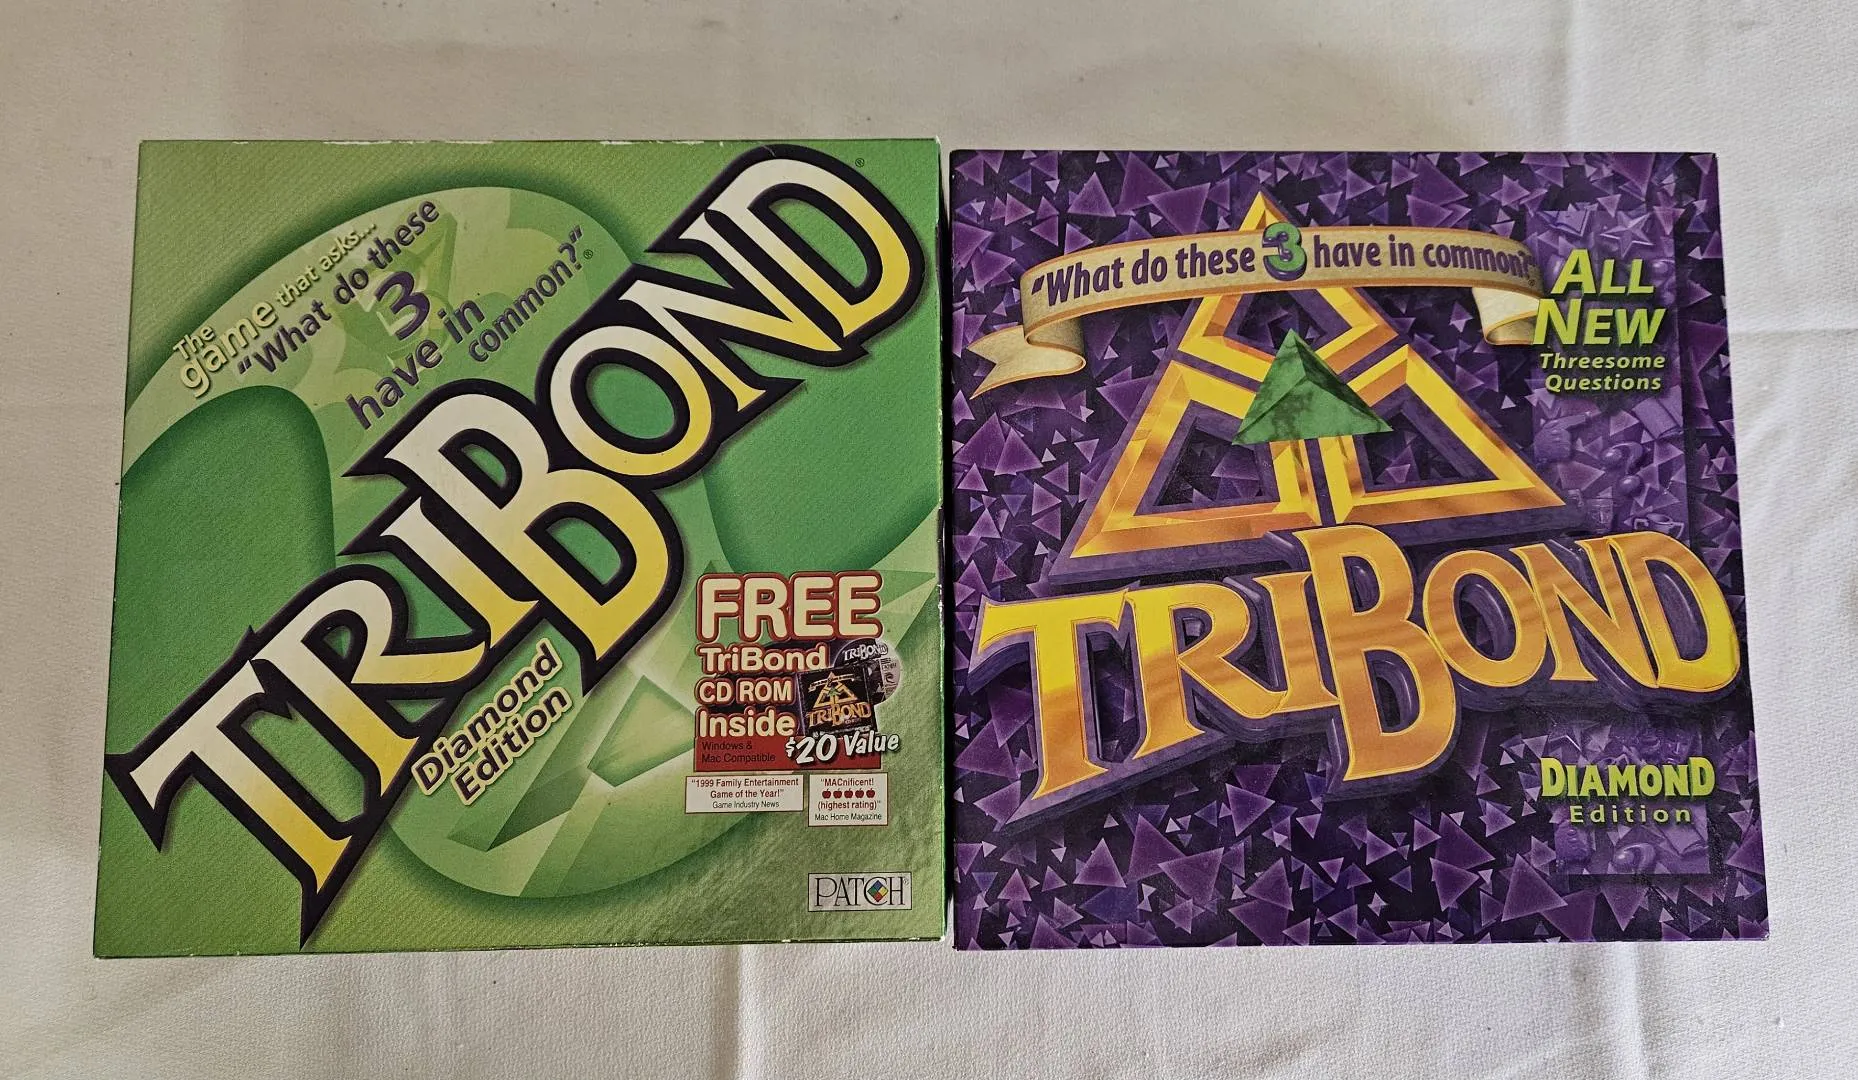 The
game that asks...
"What do these
3
have in
common?"®
TRIBOND®
Diamond
Edition
FREE
TriBond
CD ROM
Inside
Windows &
Mac Compatible
$20 Value
TRIBOND
TRIBOND
"1999 Family Entertainment
Game of the Year!"
Game Industry News
"MACnificent!
(highest rating)"
Mac Home Magazine
PATCH®
"What do these 3 have in common?"
ALL
NEW
Threesome
Questions
TRIBOND
DIAMOND
Edition